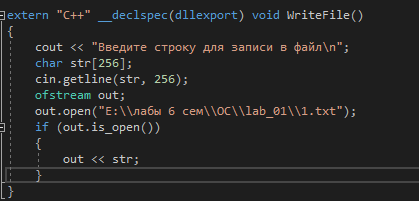 extern "C++" __declspec(dllexport) void WriteFile()
{
cout << "Введите строку для записи в файл\n";
char str[256];
cin.getline(str, 256);
ofstream out;
out.open("E:\\лабы 6 сем\\ОС\\lab_01\\1.txt");
if (out.is_open())
{
out << str;
}
}